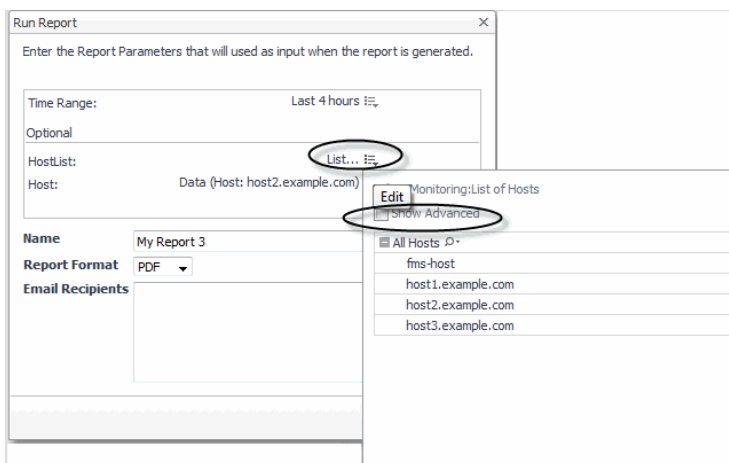 Run Report
Enter the Report Parameters that will used as input when the report is generated.
Time Range: Last 4 hours
Optional
HostList: List...
Host: Data (Host: host2.example.com)
Edit
Monitoring:List of Hosts
Show Advanced
All Hosts
fms-host
host1.example.com
host2.example.com
host3.example.com
Name My Report 3
Report Format PDF
Email Recipients